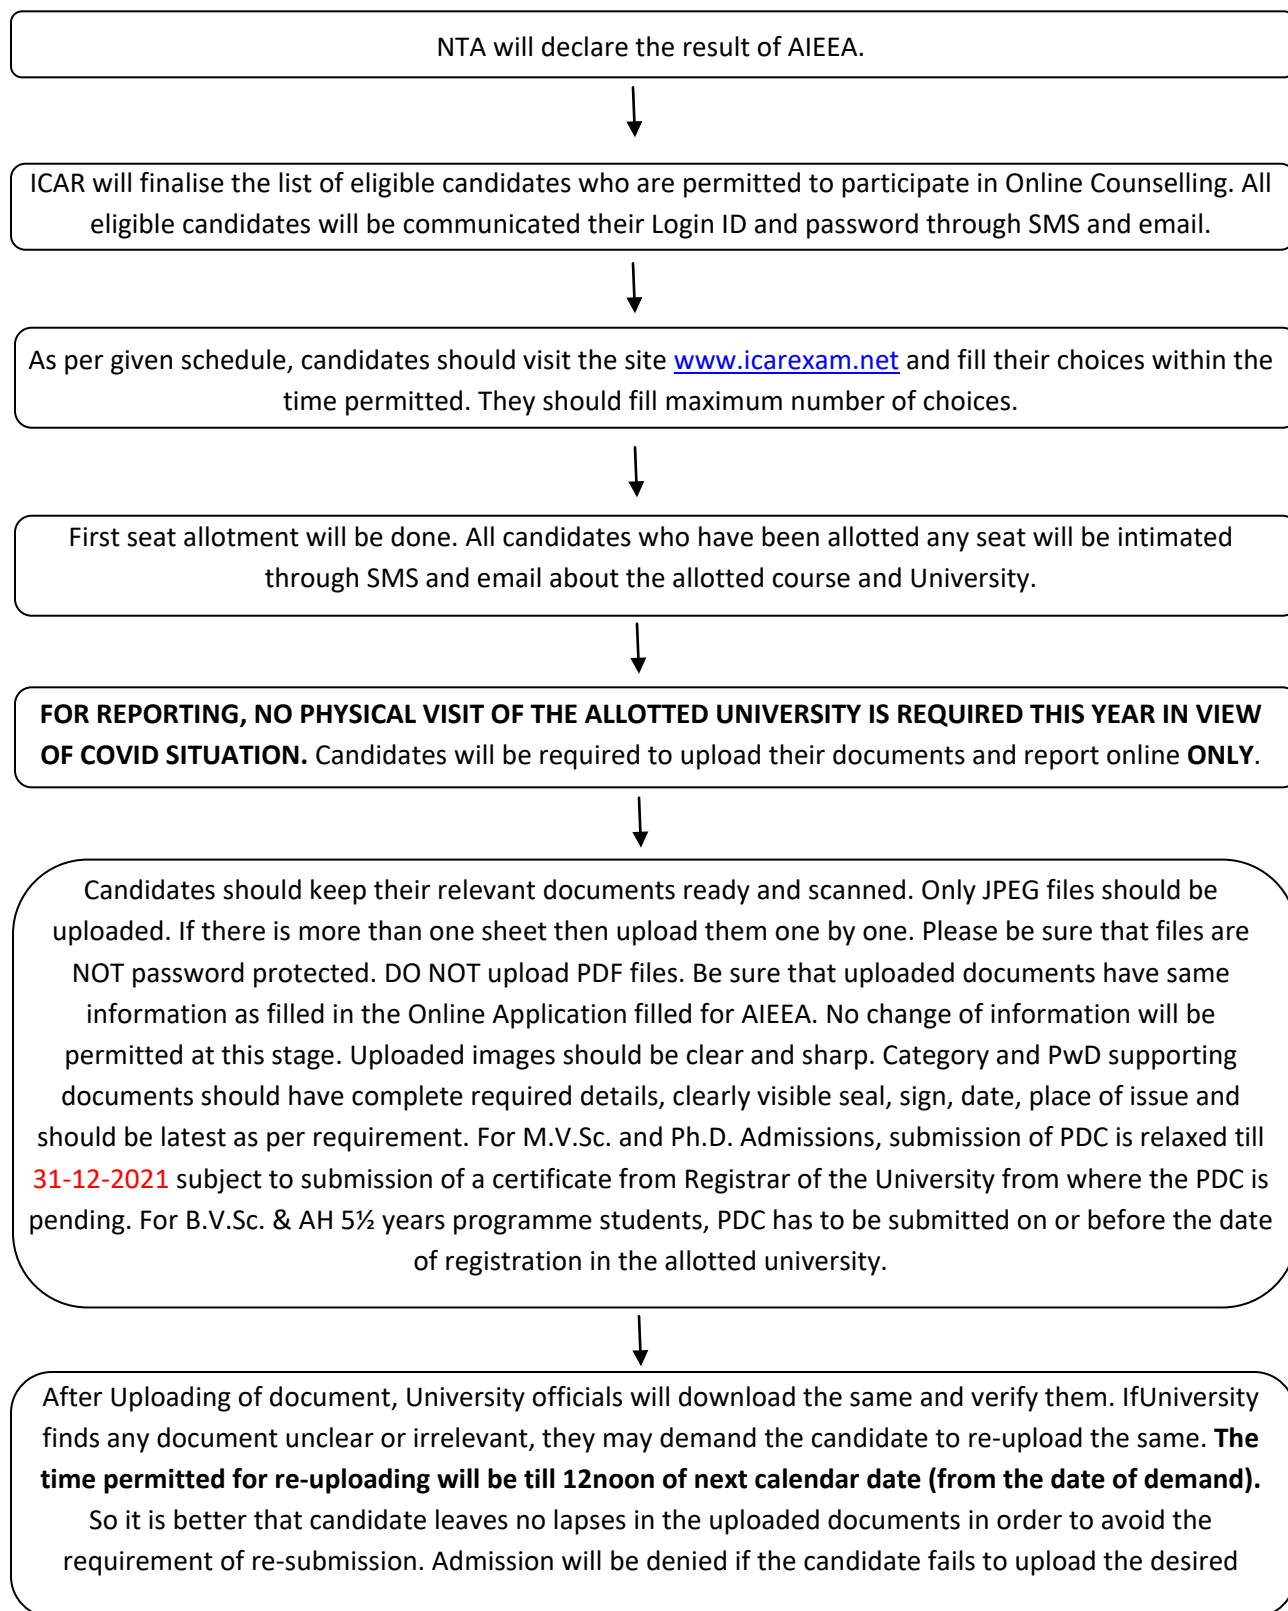 NTA will declare the result of AIEEA.
ICAR will finalise the list of eligible candidates who are permitted to participate in Online Counselling. All
eligible candidates will be communicated their Login ID and password through SMS and email.
As per given schedule, candidates should visit the site www.icarexam.net and fill their choices within the
time permitted. They should fill maximum number of choices.
First seat allotment will be done. All candidates who have been allotted any seat will be intimated
through SMS and email about the allotted course and University.
FOR REPORTING, NO PHYSICAL VISIT OF THE ALLOTTED UNIVERSITY IS REQUIRED THIS YEAR IN VIEW
OF COVID SITUATION. Candidates will be required to upload their documents and report online ONLY.
Candidates should keep their relevant documents ready and scanned. Only JPEG files should be
uploaded. If there is more than one sheet then upload them one by one. Please be sure that files are
NOT password protected. DO NOT upload PDF files. Be sure that uploaded documents have same
information as filled in the Online Application filled for AIEEA. No change of information will be
permitted at this stage. Uploaded images should be clear and sharp. Category and PwD supporting
documents should have complete required details, clearly visible seal, sign, date, place of issue and
should be latest as per requirement. For M.V.Sc. and Ph.D. Admissions, submission of PDC is relaxed till
31-12-2021 subject to submission of a certificate from Registrar of the University from where the PDC is
pending. For B.V.Sc. & AH 5½ years programme students, PDC has to be submitted on or before the date
of registration in the allotted university.
After Uploading of document, University officials will download the same and verify them. IfUniversity
finds any document unclear or irrelevant, they may demand the candidate to re-upload the same. The
time permitted for re-uploading will be till 12noon of next calendar date (from the date of demand).
So it is better that candidate leaves no lapses in the uploaded documents in order to avoid the
requirement of re-submission. Admission will be denied if the candidate fails to upload the desired